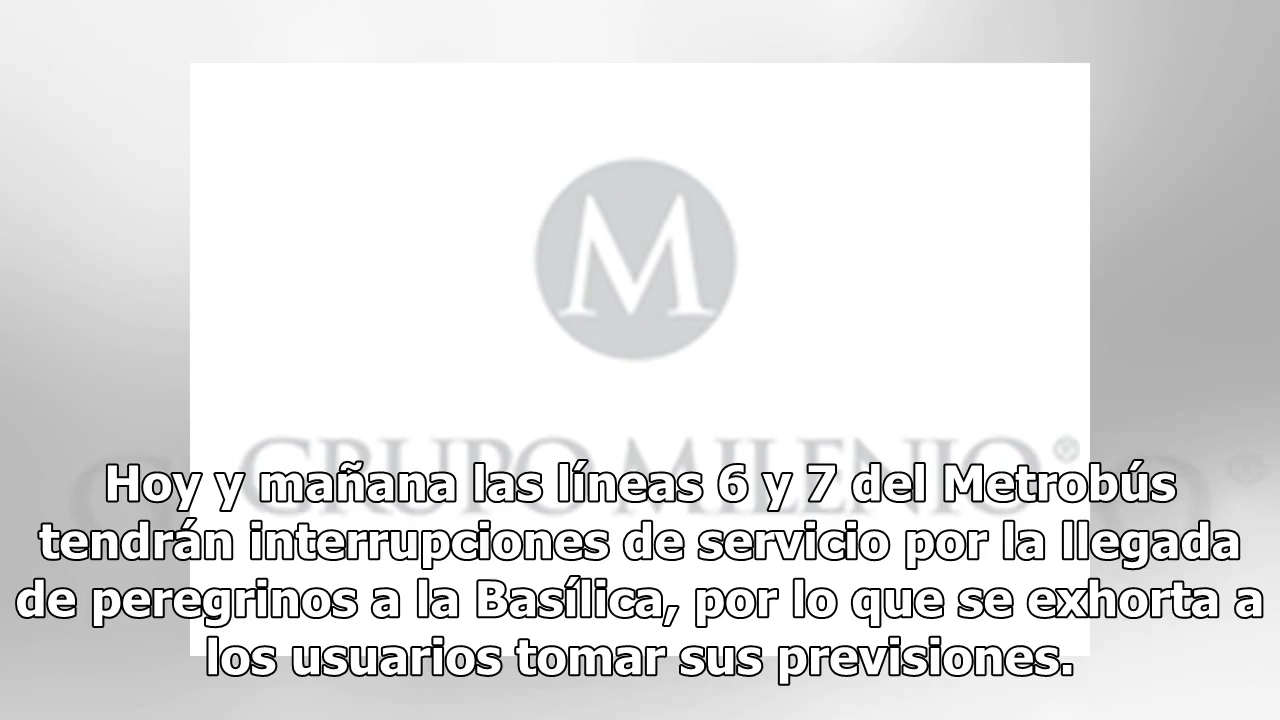 M
GRUPO MILENIO®
Hoy y mañana las líneas 6 y 7 del Metrobús
tendrán interrupciones de servicio por la llegada
de peregrinos a la Basílica, por lo que se exhorta a
los usuarios tomar sus previsiones.